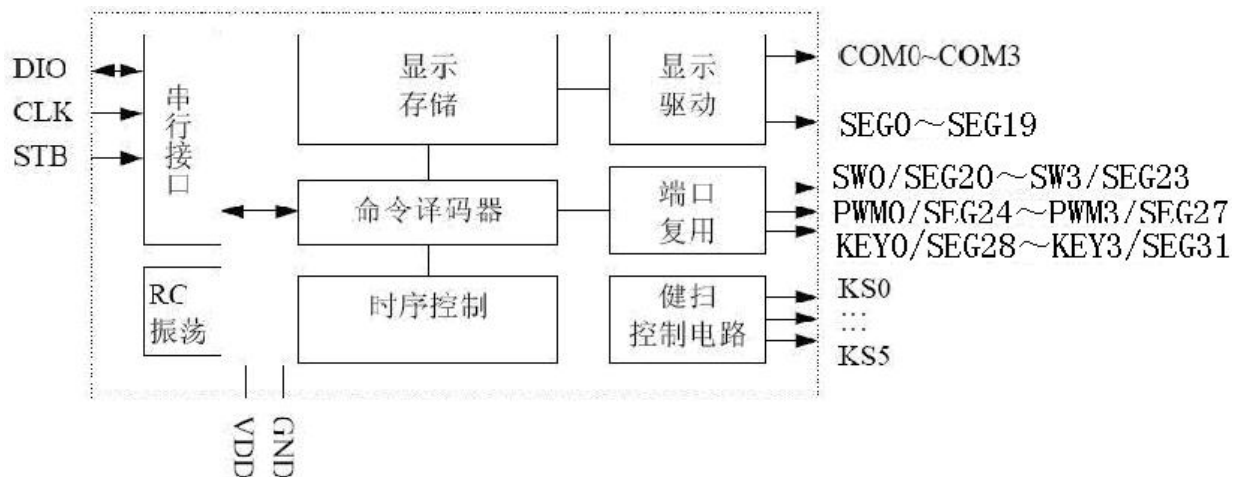 DIO
CLK
STB
串行接口
RC
振荡
显示
存储
命令译码器
时序控制
显示
驱动
端口
复用
健扫
控制电路
COM0~COM3
SEG0～SEG19
SW0/SEG20～SW3/SEG23
PWM0/SEG24～PWM3/SEG27
KEY0/SEG28～KEY3/SEG31
KS0
⋮
KS5
VDD
GND